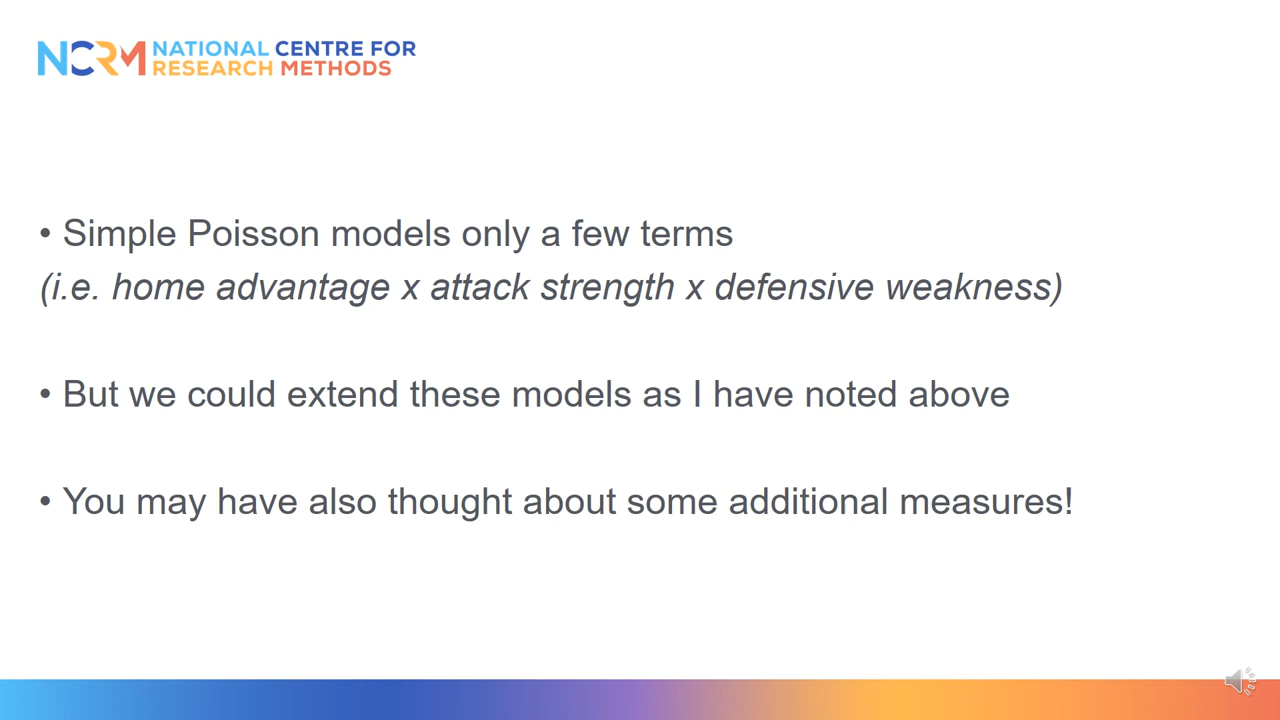 NCRM NATIONAL CENTRE FOR
RESEARCH METHODS
• Simple Poisson models only a few terms
(i.e. home advantage x attack strength x defensive weakness)
• But we could extend these models as I have noted above
• You may have also thought about some additional measures!